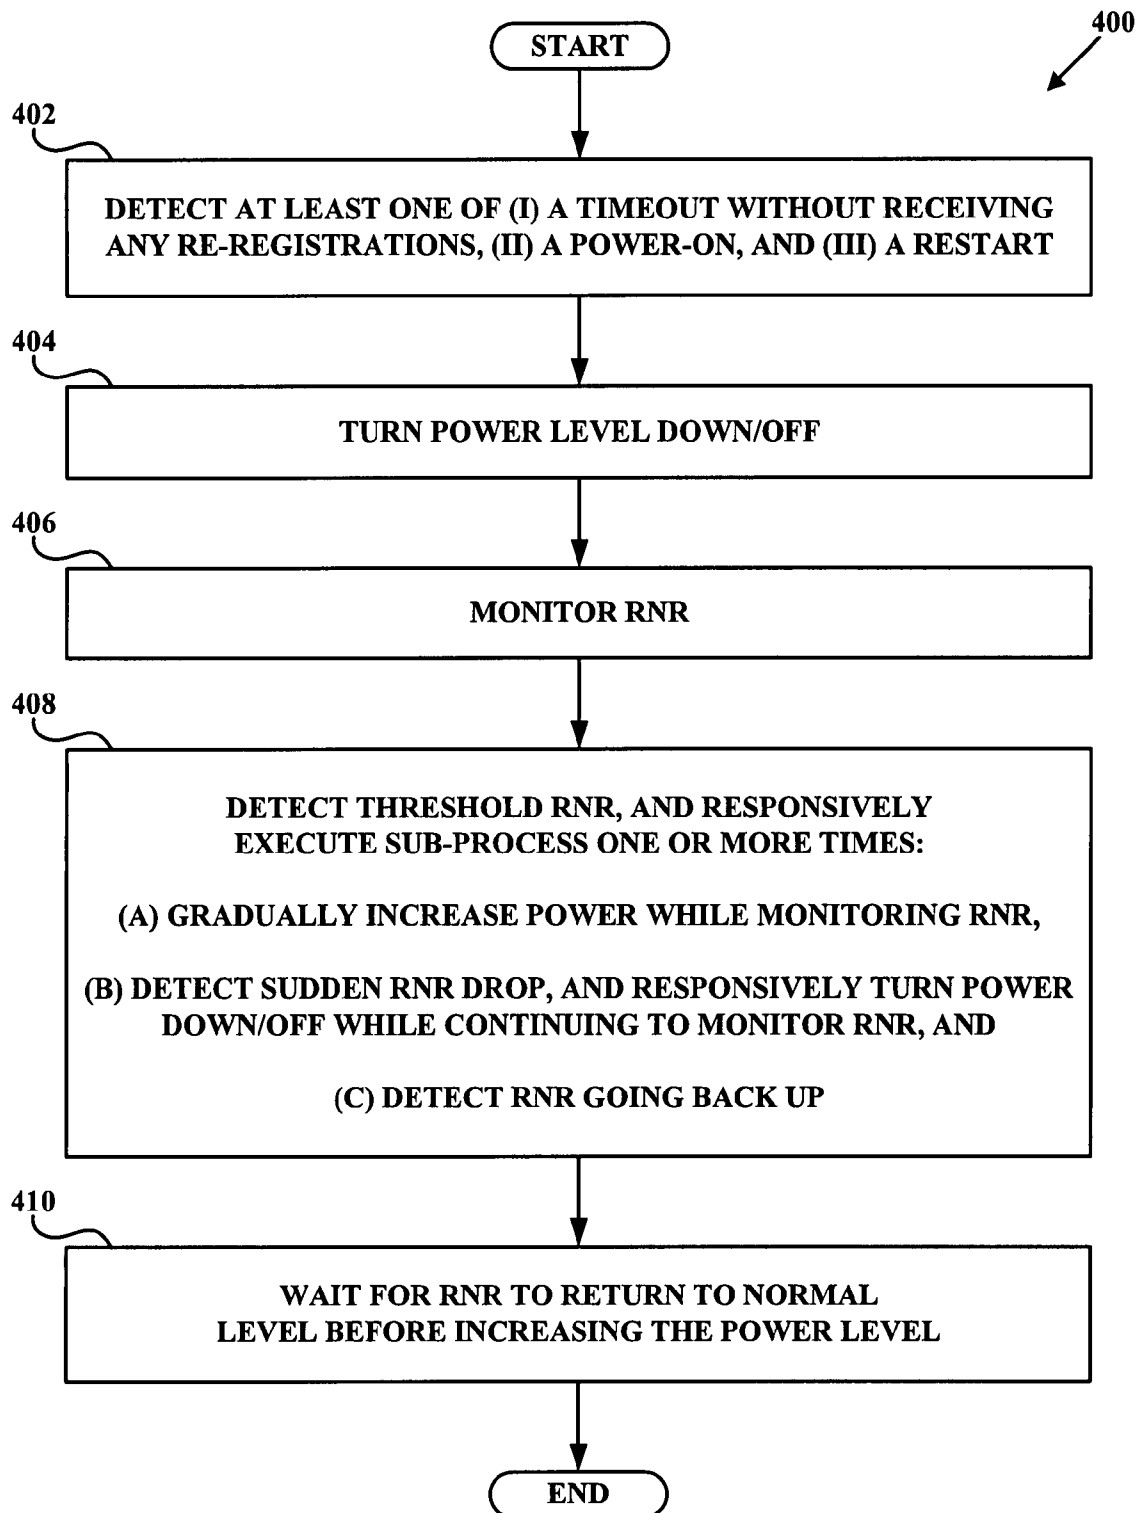 START
400
402
DETECT AT LEAST ONE OF (I) A TIMEOUT WITHOUT RECEIVING
ANY RE-REGISTRATIONS, (II) A POWER-ON, AND (III) A RESTART
404
TURN POWER LEVEL DOWN/OFF
406
MONITOR RNR
408
DETECT THRESHOLD RNR, AND RESPONSIVELY
EXECUTE SUB-PROCESS ONE OR MORE TIMES:
(A) GRADUALLY INCREASE POWER WHILE MONITORING RNR,
(B) DETECT SUDDEN RNR DROP, AND RESPONSIVELY TURN POWER
DOWN/OFF WHILE CONTINUING TO MONITOR RNR, AND
(C) DETECT RNR GOING BACK UP
410
WAIT FOR RNR TO RETURN TO NORMAL
LEVEL BEFORE INCREASING THE POWER LEVEL
END